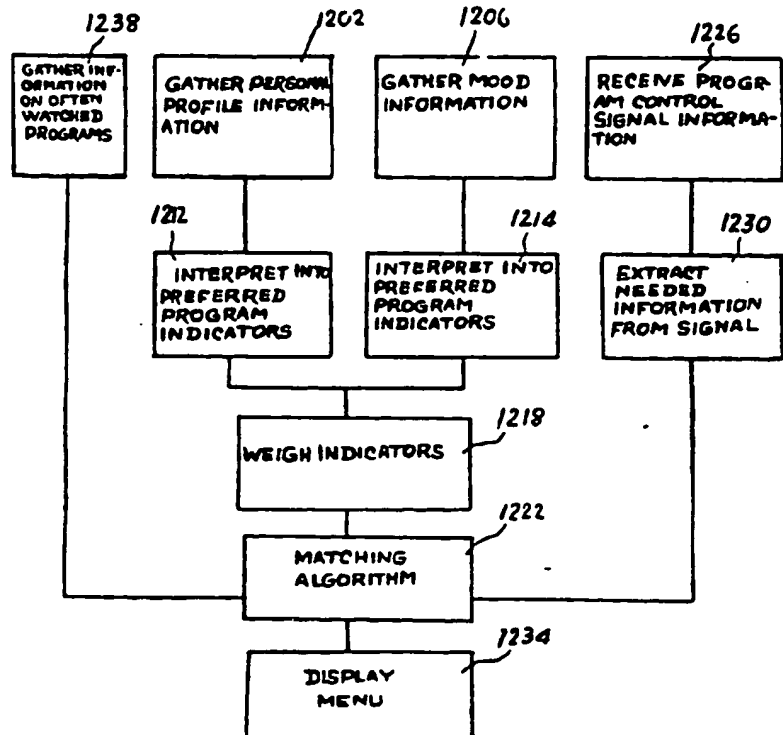 1238
GATHER INF-
ORMATION
ON OFTEN
WATCHED
PROGRAMS
1202
GATHER PERSONAL
PROFILE INFORM-
ATION
1206
GATHER MOOD
INFORMATION
1226
RECEIVE PROGR-
AM CONTROL
SIGNAL INFORMA-
TION
1212
INTERPRET INTO
PREFERRED
PROGRAM
INDICATORS
1214
INTERPRET INTO
PREFERRED
PROGRAM
INDICATORS
1230
EXTRACT
NEEDED
INFORMATION
FROM SIGNAL
1218
WEIGH INDICATORS
1222
MATCHING
ALGORITHM
1234
DISPLAY
MENU